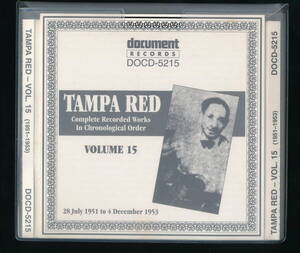 document
RECORDS
DOCD-5215
TAMPA RED
Complete Recorded Works
In Chronological Order
VOLUME 15
28 July 1951 to 4 December 1953
TAMPA RED – VOL. 15 (1951-1953) DOCD-5215
TAMPA RED – VOL. 15 (1951-1953) DOCD-5215